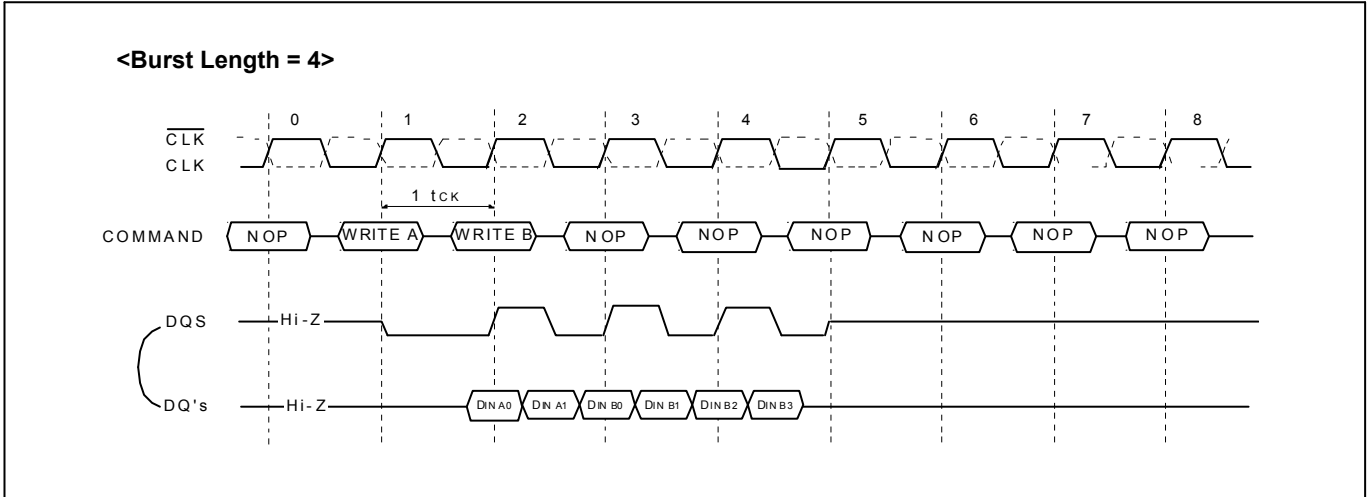 <Burst Length = 4>
0 1 2 3 4 5 6 7 8
CLK
CLK
1 tCK
COMMAND NOP WRITE A WRITE B NOP NOP NOP NOP NOP NOP
DQS Hi-Z
DQ's Hi-Z DIN A0 DIN A1 DIN B0 DIN B1 DIN B2 DIN B3